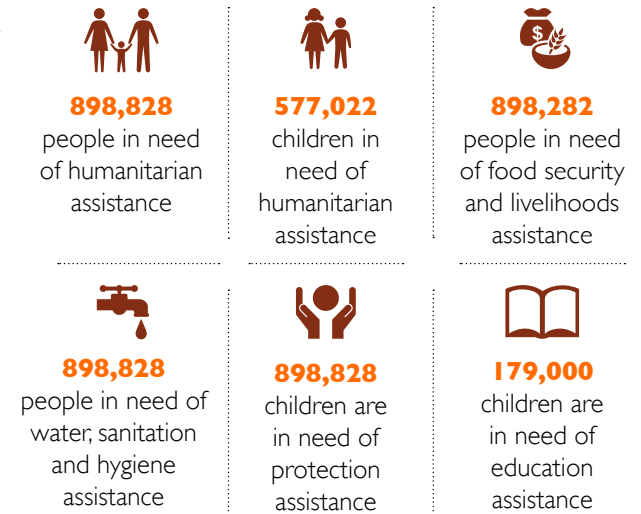 $
898,828
people in need
of humanitarian
assistance
577,022
children in
need of
humanitarian
assistance
898,282
people in need
of food security
and livelihoods
assistance
898,828
people in need of
water, sanitation
and hygiene
assistance
898,828
children are
in need of
protection
assistance
179,000
children are
in need of
education
assistance